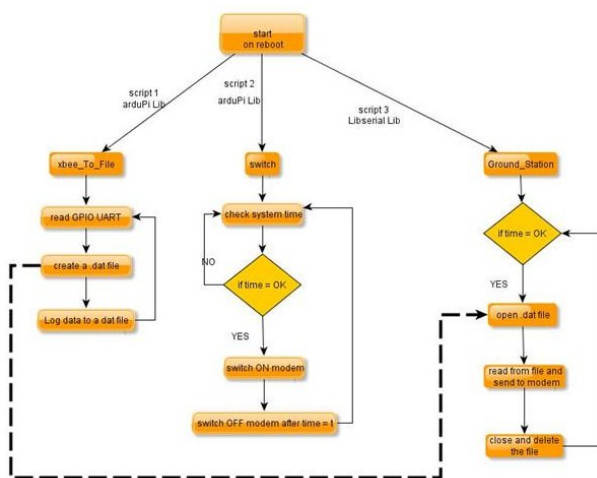 start
on reboot
script 1
arduPi Lib
script 2
arduPi Lib
script 3
Libserial Lib
xbee_To_File
read GPIO UART
create a .dat file
Log data to a dat file
switch
check system time
NO
if time = OK
YES
switch ON modem
switch OFF modem after time = t
Ground_Station
if time = OK
YES
open .dat file
read from file and
send to modem
close and delete
the file